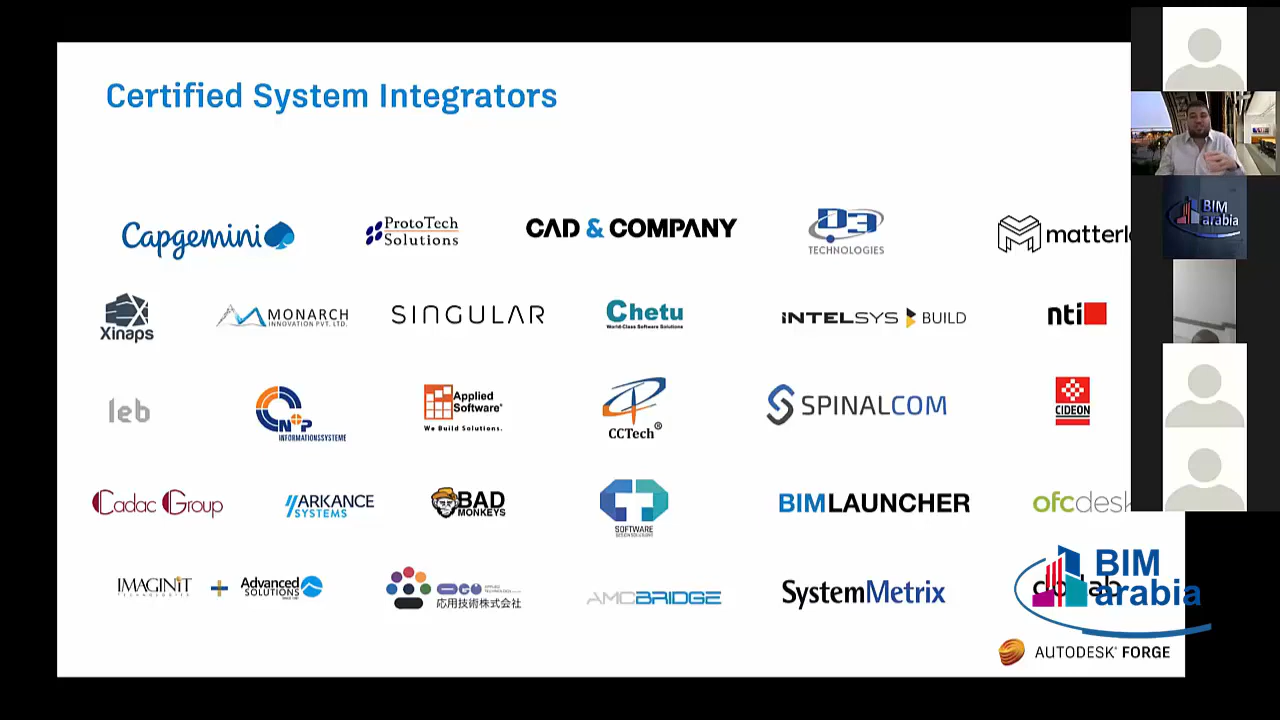 Certified System Integrators
Capgemini
ProtoTech
Solutions
CAD & COMPANY
D3
TECHNOLOGIES
matterl
Xinaps
MONARCH
INNOVATION PVT. LTD.
SINGULAR
Chetu
World-Class Software Solutions
INTELSYS BUILD
nti
leb
N+P
INFORMATIONSSYSTEME
Applied
Software
We Build Solutions.
CCTech®
SPINALCOM
CIDEON
Cadac Group
ARKANCE
SYSTEMS
BAD
MONKEYS
SOFTWARE
BIMLAUNCHER
ofcdesk
IMAGINiT
TECHNOLOGIES
+
Advanced
SOLUTIONS
応用技術株式会社
AMCBRIDGE
SystemMetrix
AUTODESK® FORGE
BIM
arabia
BIM
arabia